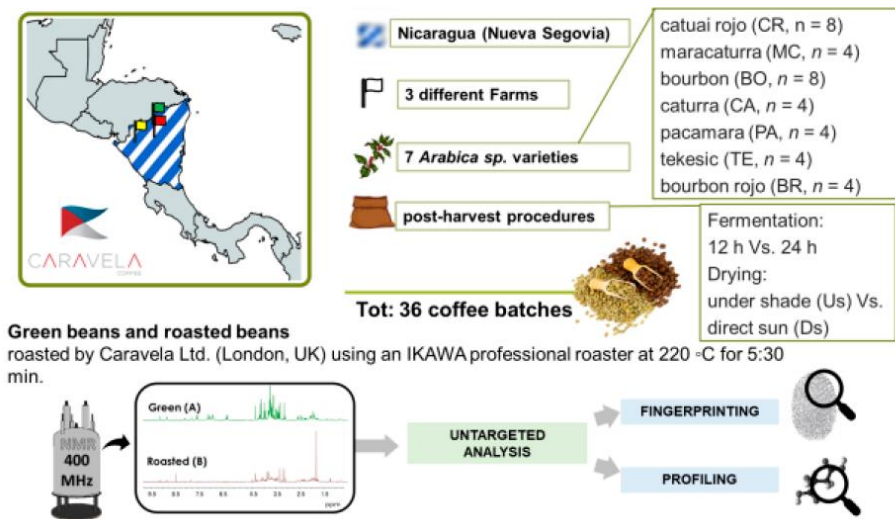 Nicaragua (Nueva Segovia)
3 different Farms
7 Arabica sp. varieties
post-harvest procedures
catuai rojo (CR, n = 8)
maracaturra (MC, n = 4)
bourbon (BO, n = 8)
caturra (CA, n = 4)
pacamara (PA, n = 4)
tekesic (TE, n = 4)
bourbon rojo (BR, n = 4)
Fermentation:
12 h Vs. 24 h
Drying:
under shade (Us) Vs.
direct sun (Ds)
CARAVELA
COFFEE
Tot: 36 coffee batches
Green beans and roasted beans
roasted by Caravela Ltd. (London, UK) using an IKAWA professional roaster at 220 ◦C for 5:30
min.
NMR
400
MHz
Green (A)
Roasted (B)
ppm
UNTARGETED
ANALYSIS
FINGERPRINTING
PROFILING